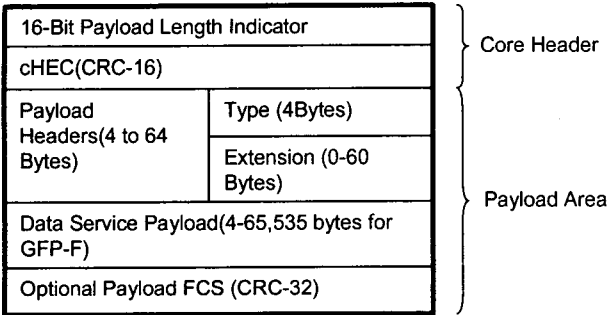 16-Bit Payload Length Indicator
cHEC(CRC-16)
Core Header
Payload
Headers(4 to 64
Bytes)
Type (4Bytes)
Extension (0-60
Bytes)
Data Service Payload(4-65,535 bytes for
GFP-F)
Optional Payload FCS (CRC-32)
Payload Area